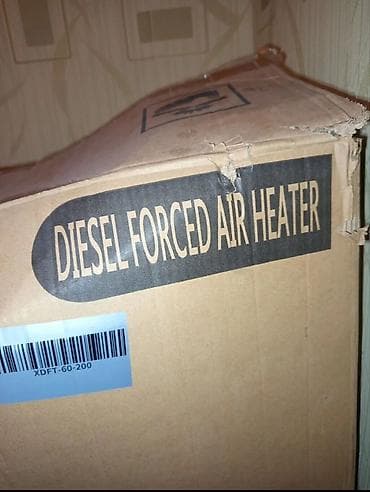 DIESEL FORCED AIR HEATER
XDFT-60-200